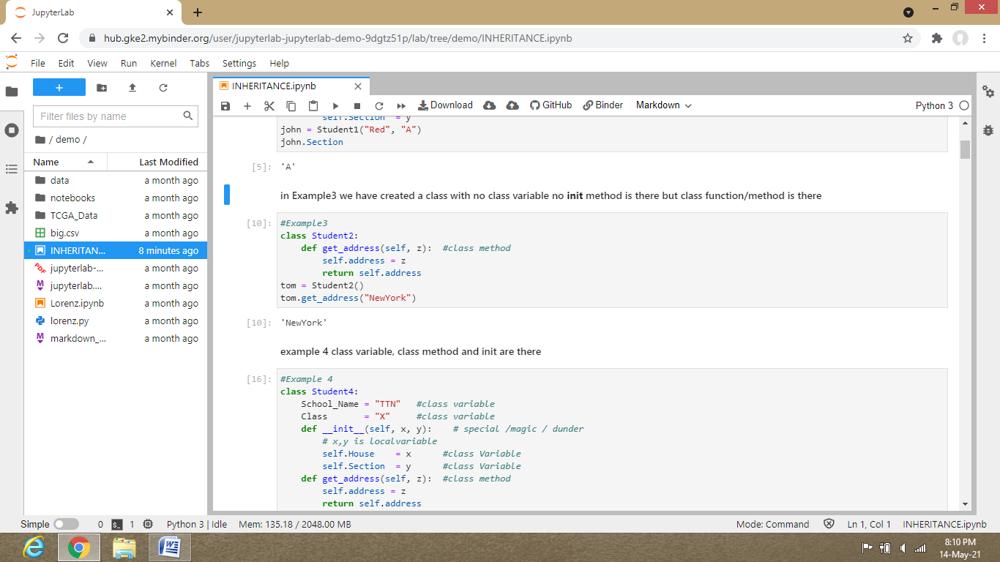 JupyterLab
hub.gke2.mybinder.org/user/jupyterlab-jupyterlab-demo-9dgtz51p/lab/tree/demo/INHERITANCE.ipynb
File Edit View Run Kernel Tabs Settings Help
Filter files by name
/ demo /
Name Last Modified
data a month ago
notebooks a month ago
TCGA_Data a month ago
big.csv a month ago
INHERITAN... 8 minutes ago
jupyterlab-... a month ago
jupyterlab.... a month ago
Lorenz.ipynb a month ago
lorenz.py a month ago
markdown_... a month ago
INHERITANCE.ipynb
Download GitHub Binder Markdown Python 3
self.Section = y
john = Student1("Red", "A")
john.Section
[5]: 'A'
in Example3 we have created a class with no class variable no init method is there but class function/method is there
[10]: #Example3
class Student2:
def get_address(self, z): #class method
self.address = z
return self.address
tom = Student2()
tom.get_address("NewYork")
[10]: 'NewYork'
example 4 class variable, class method and init are there
[16]: #Example 4
class Student4:
School_Name = "TTN" #class variable
Class = "X" #class variable
def __init__(self, x, y): # special /magic / dunder
# x,y is localvariable
self.House = x #class Variable
self.Section = y #class Variable
def get_address(self, z): #class method
self.address = z
return self.address
Simple 0 $_ 1 Python 3 | Idle Mem: 135.18 / 2048.00 MB Mode: Command Ln 1, Col 1 INHERITANCE.ipynb
8:10 PM
14-May-21